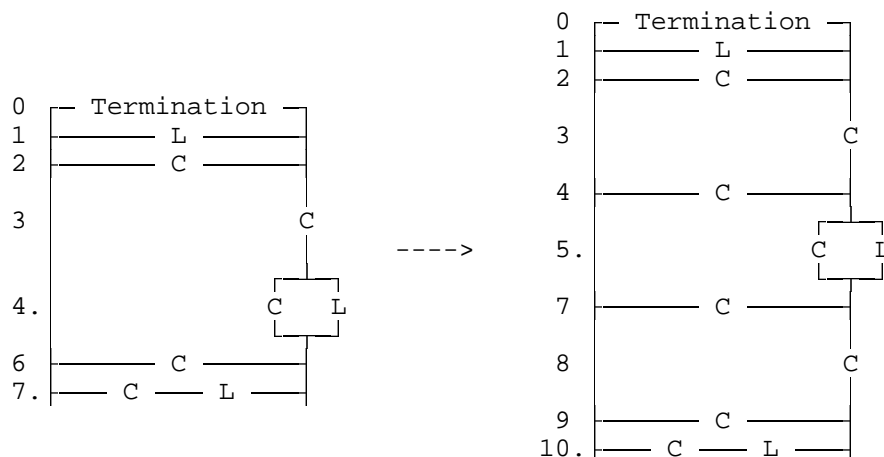 0 Termination
1 L
2 C
3 C
4. C L
6 C
7. C L
---->
0 Termination
1 L
2 C
3 C
4 C
5. C L
7 C
8 C
9 C
10. C L